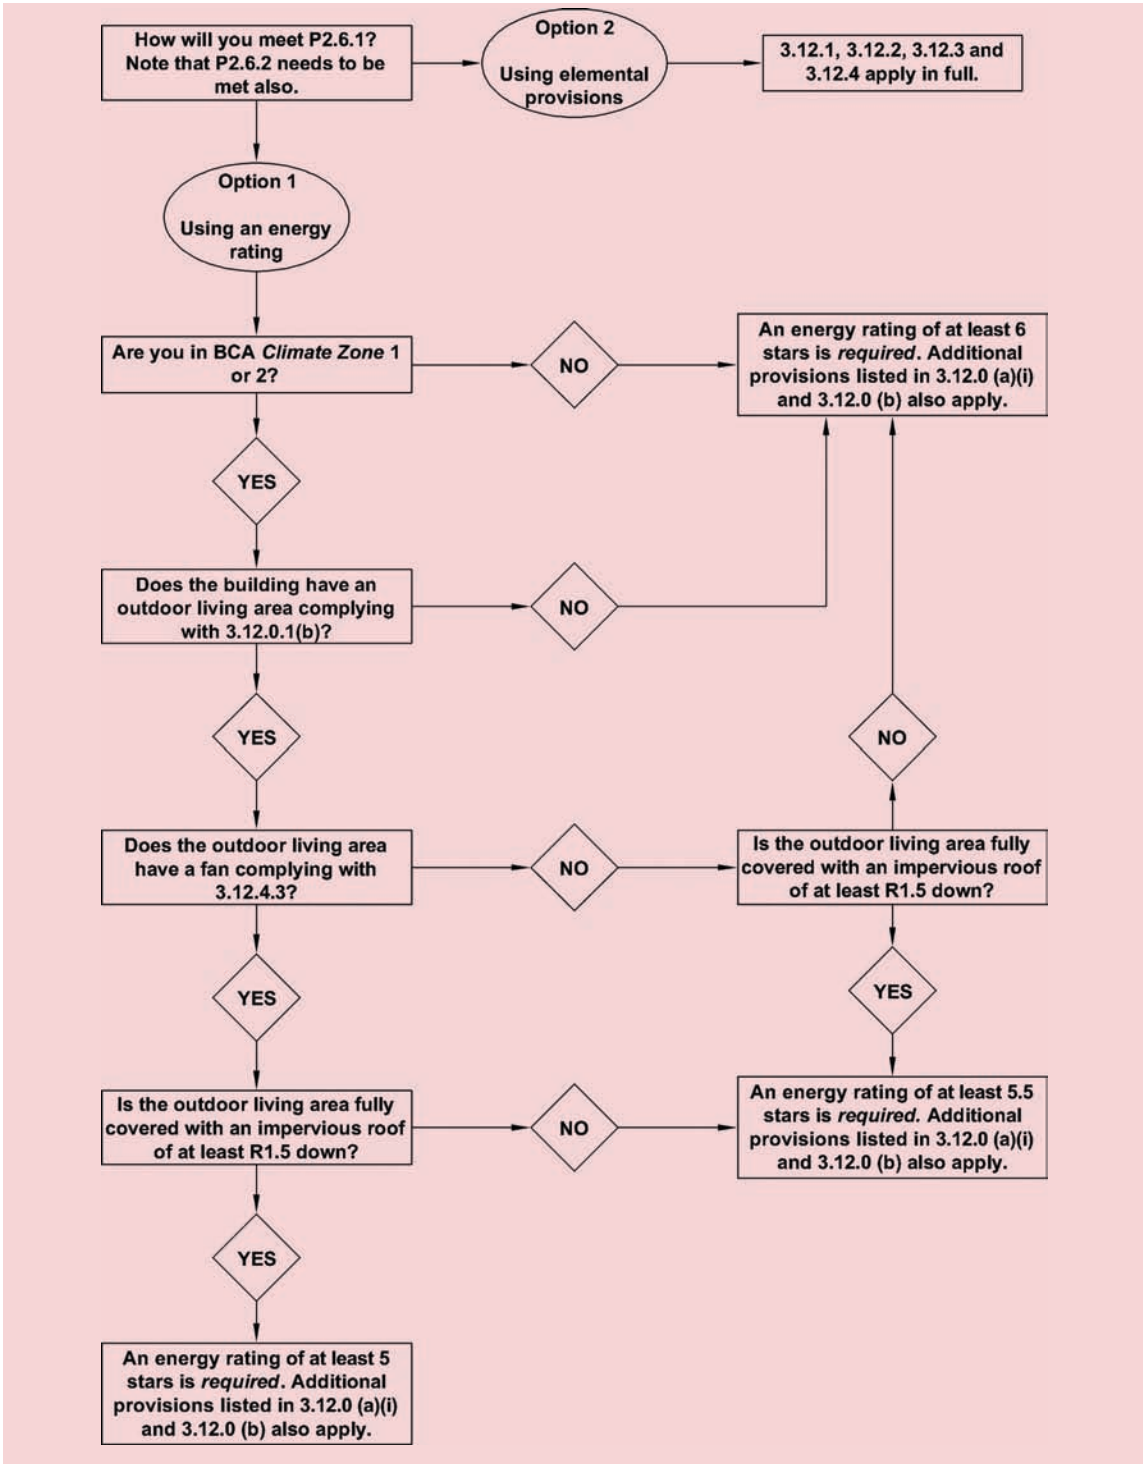 How will you meet P2.6.1?
Note that P2.6.2 needs to be
met also.
Option 2
Using elemental
provisions
3.12.1, 3.12.2, 3.12.3 and
3.12.4 apply in full.
Option 1
Using an energy
rating
Are you in BCA Climate Zone 1
or 2?
NO
An energy rating of at least 6
stars is required. Additional
provisions listed in 3.12.0 (a)(i)
and 3.12.0 (b) also apply.
YES
Does the building have an
outdoor living area complying
with 3.12.0.1(b)?
NO
YES
NO
Does the outdoor living area
have a fan complying with
3.12.4.3?
NO
Is the outdoor living area fully
covered with an impervious roof
of at least R1.5 down?
YES
YES
Is the outdoor living area fully
covered with an impervious roof
of at least R1.5 down?
NO
An energy rating of at least 5.5
stars is required. Additional
provisions listed in 3.12.0 (a)(i)
and 3.12.0 (b) also apply.
YES
An energy rating of at least 5
stars is required. Additional
provisions listed in 3.12.0 (a)(i)
and 3.12.0 (b) also apply.